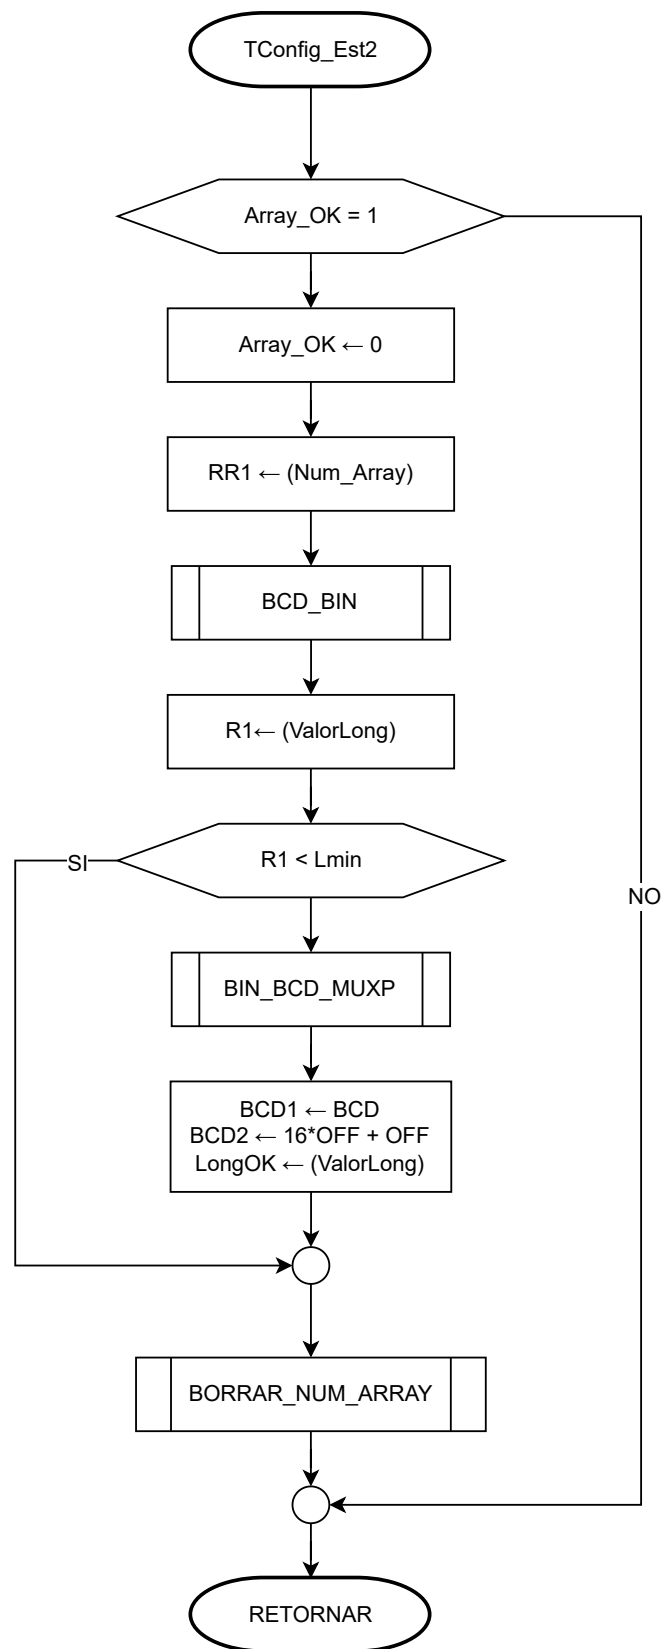 TConfig_Est2
Array_OK = 1
Array_OK ← 0
RR1 ← (Num_Array)
BCD_BIN
R1← (ValorLong)
R1 < Lmin
SI
NO
BIN_BCD_MUXP
BCD1 ← BCD
BCD2 ← 16*OFF + OFF
LongOK ← (ValorLong)
BORRAR_NUM_ARRAY
RETORNAR